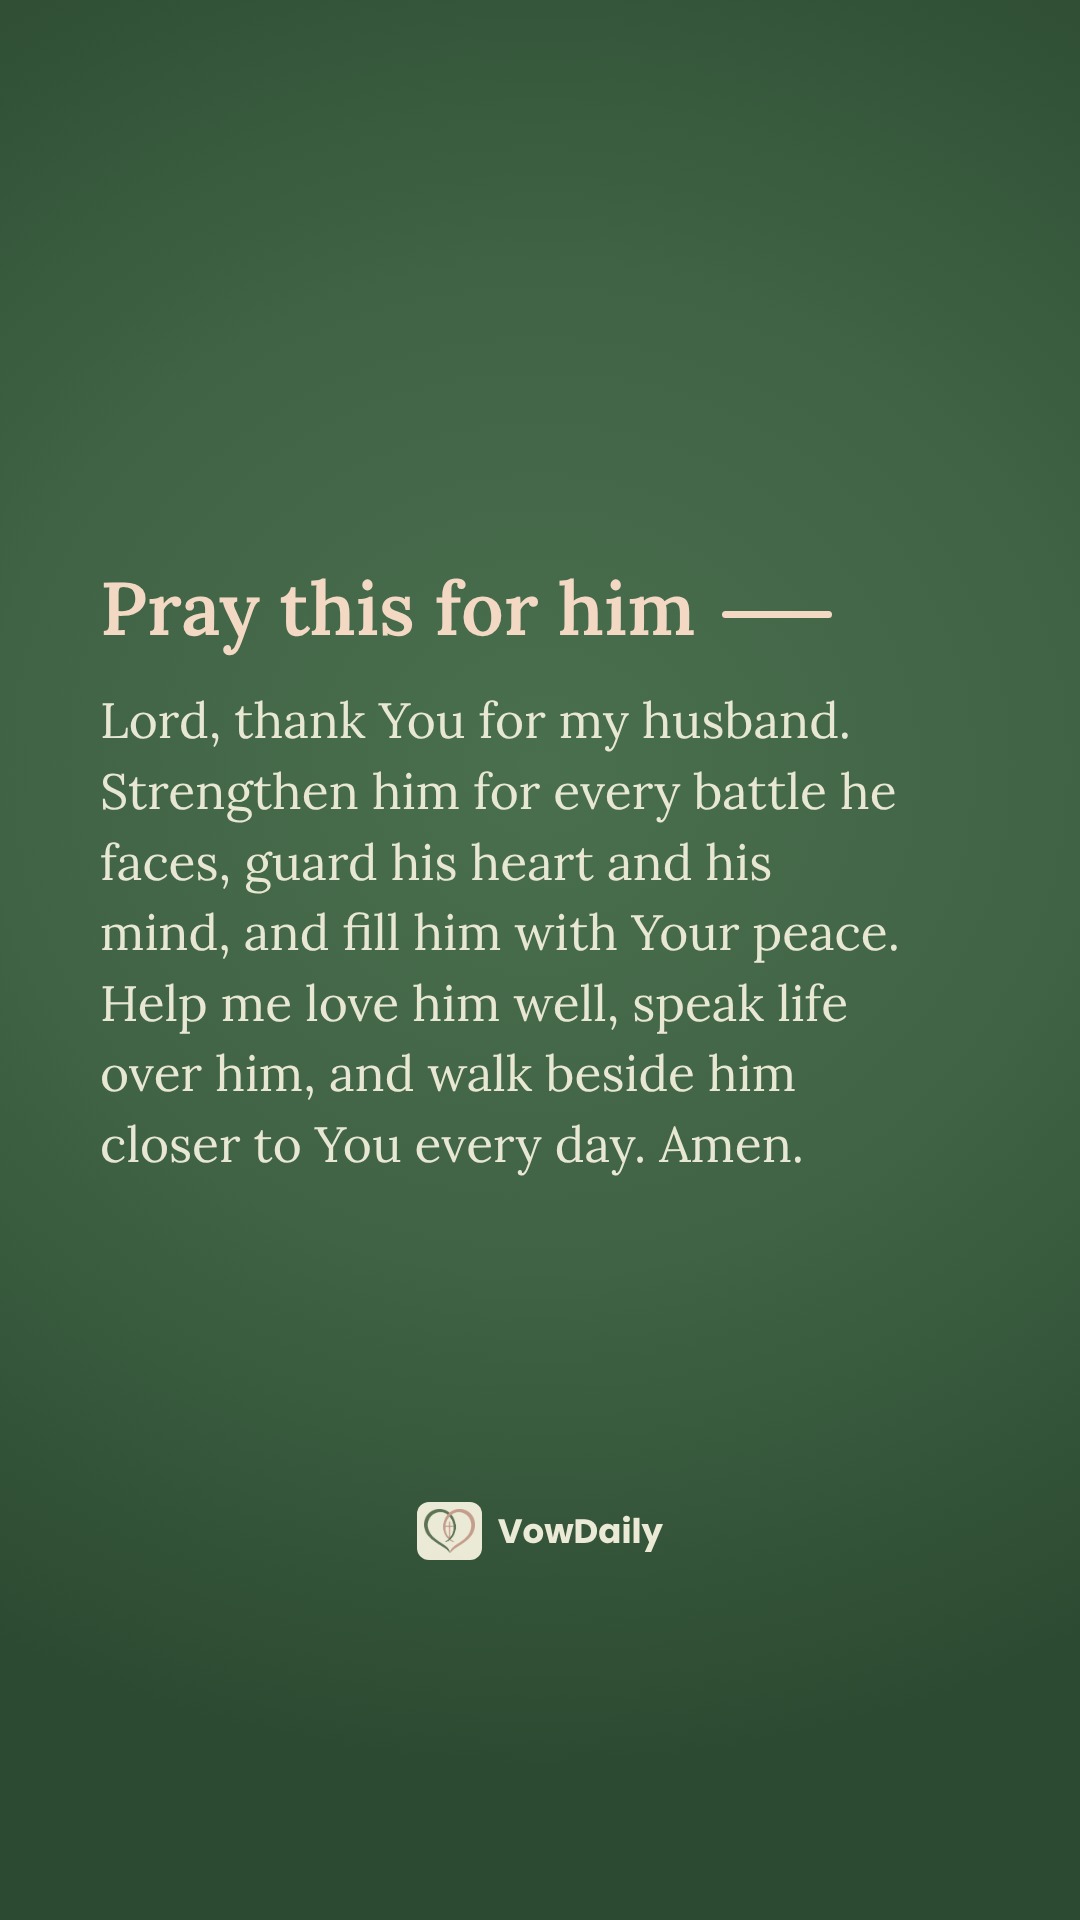 Pray this for him —
Lord, thank You for my husband.
Strengthen him for every battle he
faces, guard his heart and his
mind, and fill him with Your peace.
Help me love him well, speak life
over him, and walk beside him
closer to You every day. Amen.
VowDaily